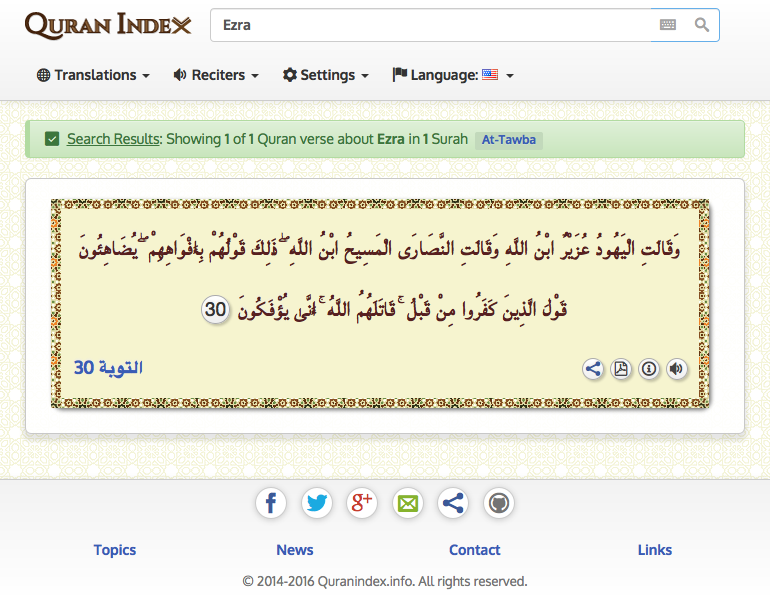 QURAN INDEX
Ezra
Translations
Reciters
Settings
Language:
Search Results: Showing 1 of 1 Quran verse about Ezra in 1 Surah At-Tawba
وَقَالَتِ الْيَهُودُ عُزَيْرٌ ابْنُ اللَّهِ وَقَالَتِ النَّصَارَى الْمَسِيحُ ابْنُ اللَّهِ ۖ ذَٰلِكَ قَوْلُهُمْ بِأَفْوَاهِهِمْ ۖ يُضَاهِئُونَ
قَوْلَ الَّذِينَ كَفَرُوا مِنْ قَبْلُ ۚ قَاتَلَهُمُ اللَّهُ ۚ أَنَّىٰ يُؤْفَكُونَ 30
التوبة 30
Topics
News
Contact
Links
© 2014-2016 Quranindex.info. All rights reserved.